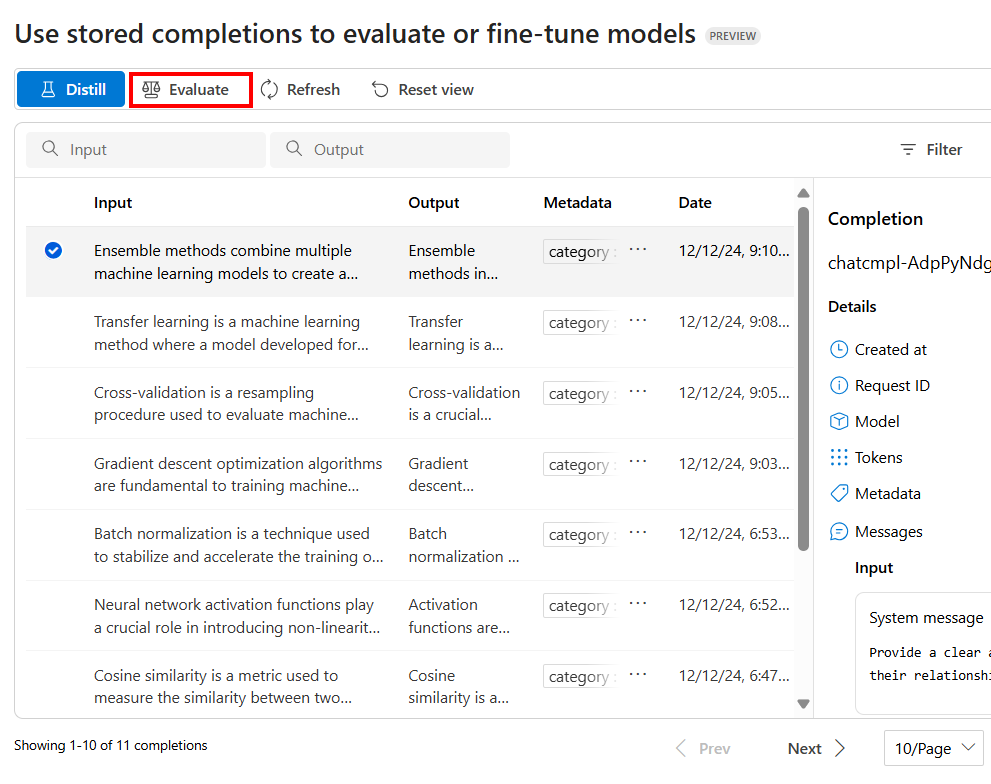 Use stored completions to evaluate or fine-tune models PREVIEW
Distill Evaluate Refresh Reset view
Input Output Filter
Input Output Metadata Date
Ensemble methods combine multiple Ensemble category : ··· 12/12/24, 9:10...
machine learning models to create a... methods in...
Transfer learning is a machine learning Transfer category : ··· 12/12/24, 9:08...
method where a model developed for... learning is a...
Cross-validation is a resampling Cross-validation category : ··· 12/12/24, 9:05...
procedure used to evaluate machine... is a crucial...
Gradient descent optimization algorithms Gradient category : ··· 12/12/24, 9:03...
are fundamental to training machine... descent...
Batch normalization is a technique used Batch category : ··· 12/12/24, 6:53...
to stabilize and accelerate the training o... normalization ...
Neural network activation functions play Activation category : ··· 12/12/24, 6:52...
a crucial role in introducing non-linearit... functions are...
Cosine similarity is a metric used to Cosine category : ··· 12/12/24, 6:47...
measure the similarity between two... similarity is a...
Completion
chatcmpl-AdpPyNdg
Details
Created at
Request ID
Model
Tokens
Metadata
Messages
Input
System message
Provide a clear a
their relationshi
Showing 1-10 of 11 completions Prev Next 10/Page